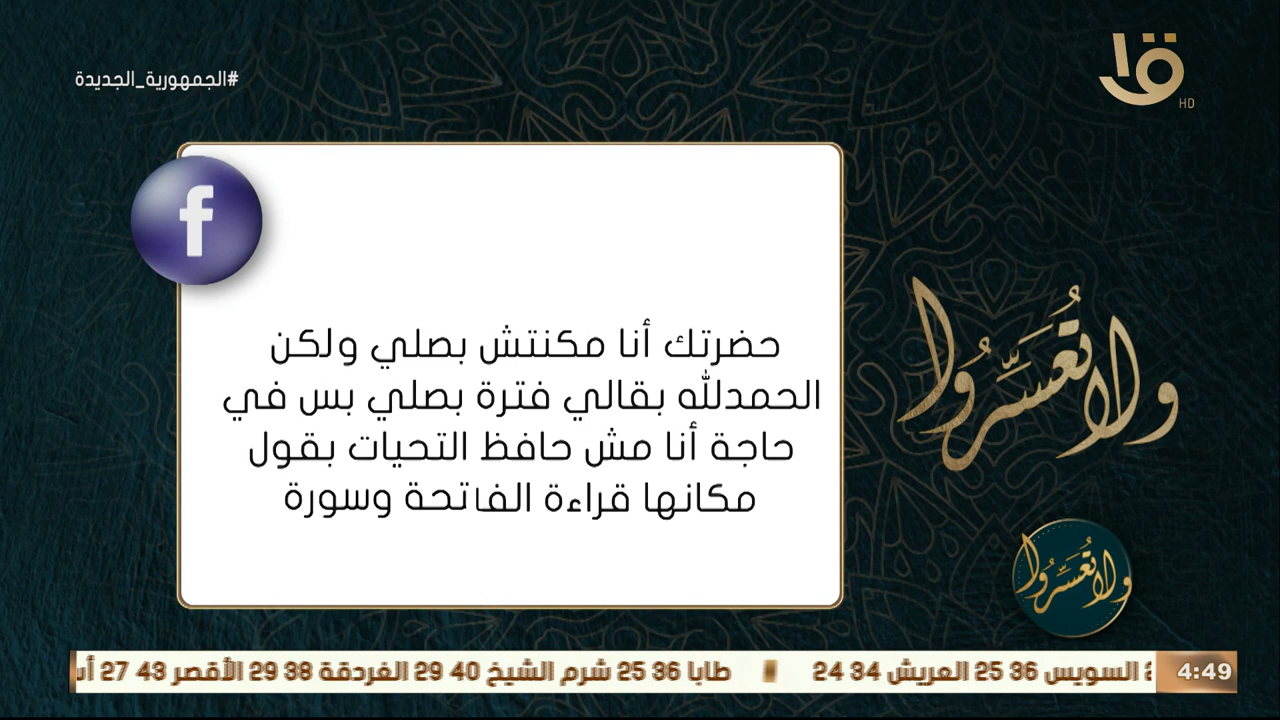 #الجمهورية_الجديدة
HD
f
حضرتك أنا مكنتش بصلي ولكن
الحمدلله بقالي فترة بصلي بس في
حاجة أنا مش حافظ التحيات بقول
مكانها قراءة الفاتحة وسورة
ولا تعسروا
ولا تعسروا
السويس 36 25 العريش 34 24
طابا 36 25 شرم الشيخ 40 29 الغردقة 38 29 الأقصر 43 27
4:49